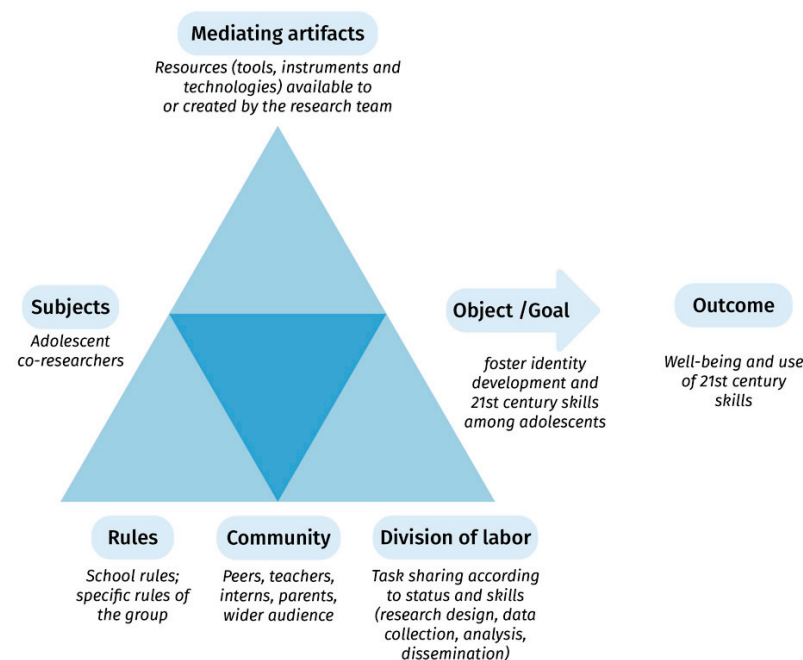 Mediating artifacts
Resources (tools, instruments and
technologies) available to
or created by the research team
Subjects
Adolescent
co-researchers
Object /Goal
foster identity
development and
21st century skills
among adolescents
Outcome
Well-being and use
of 21st century
skills
Rules
School rules;
specific rules of
the group
Community
Peers, teachers,
interns, parents,
wider audience
Division of labor
Task sharing according
to status and skills
(research design, data
collection, analysis,
dissemination)